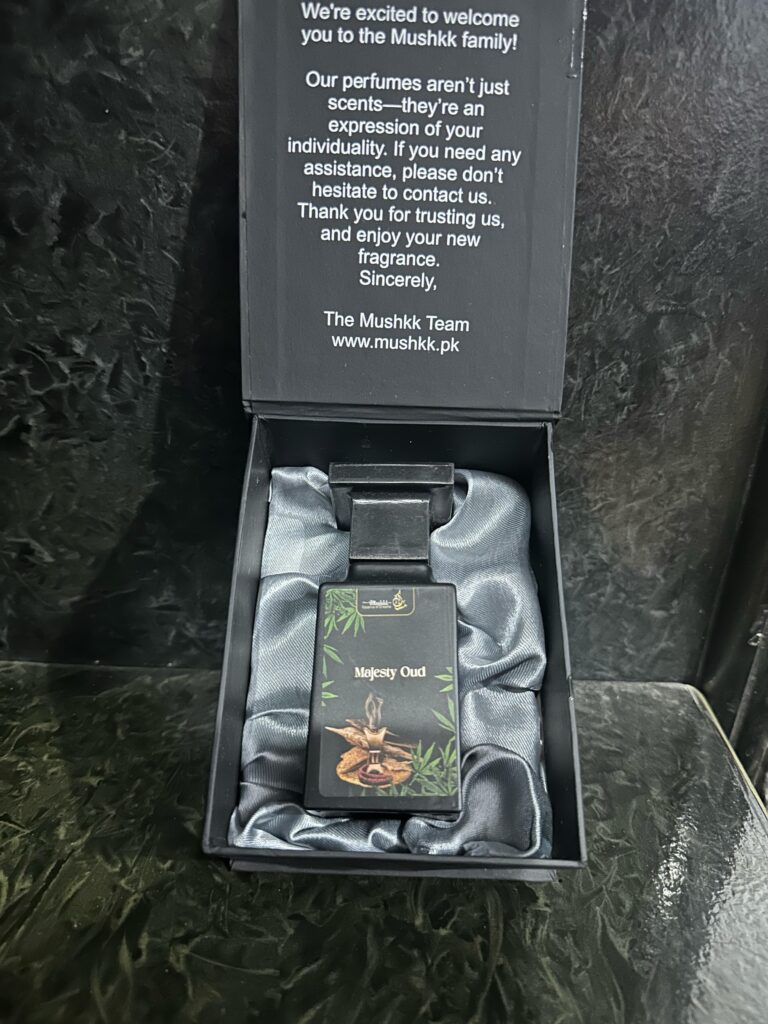 We're excited to welcome
you to the Mushkk family!
Our perfumes aren't just
scents—they're an
expression of your
individuality. If you need any
assistance, please don't
hesitate to contact us.
Thank you for trusting us,
and enjoy your new
fragrance.
Sincerely,
The Mushkk Team
www.mushkk.pk
Mushkk
Majesty Oud